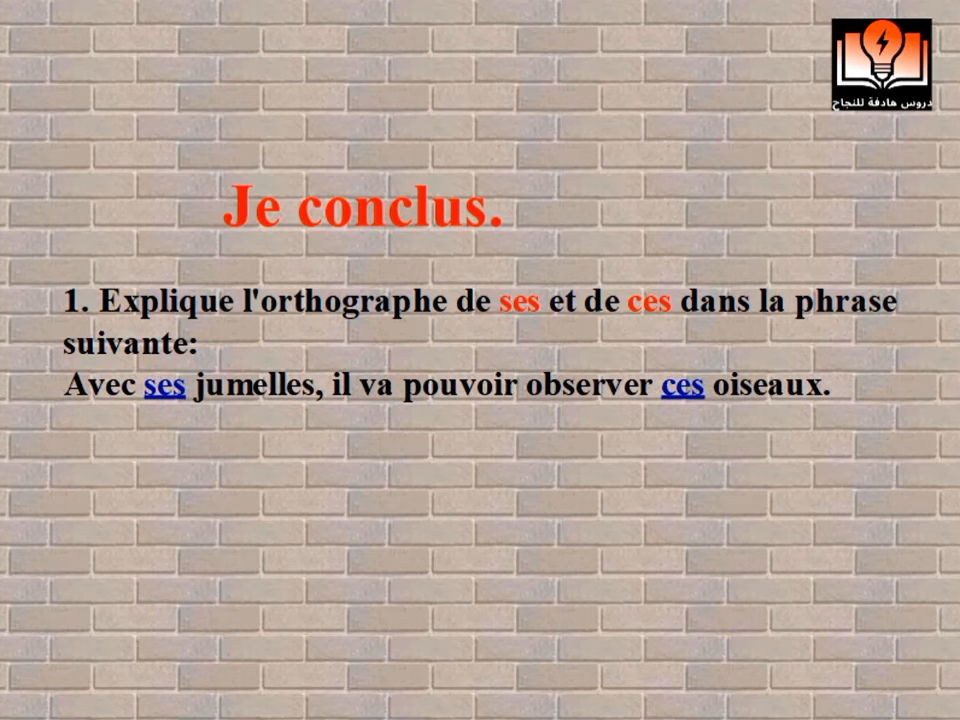 دروس هادفة للنجاح
Je conclus.
1. Explique l'orthographe de ses et de ces dans la phrase
suivante:
Avec ses jumelles, il va pouvoir observer ces oiseaux.